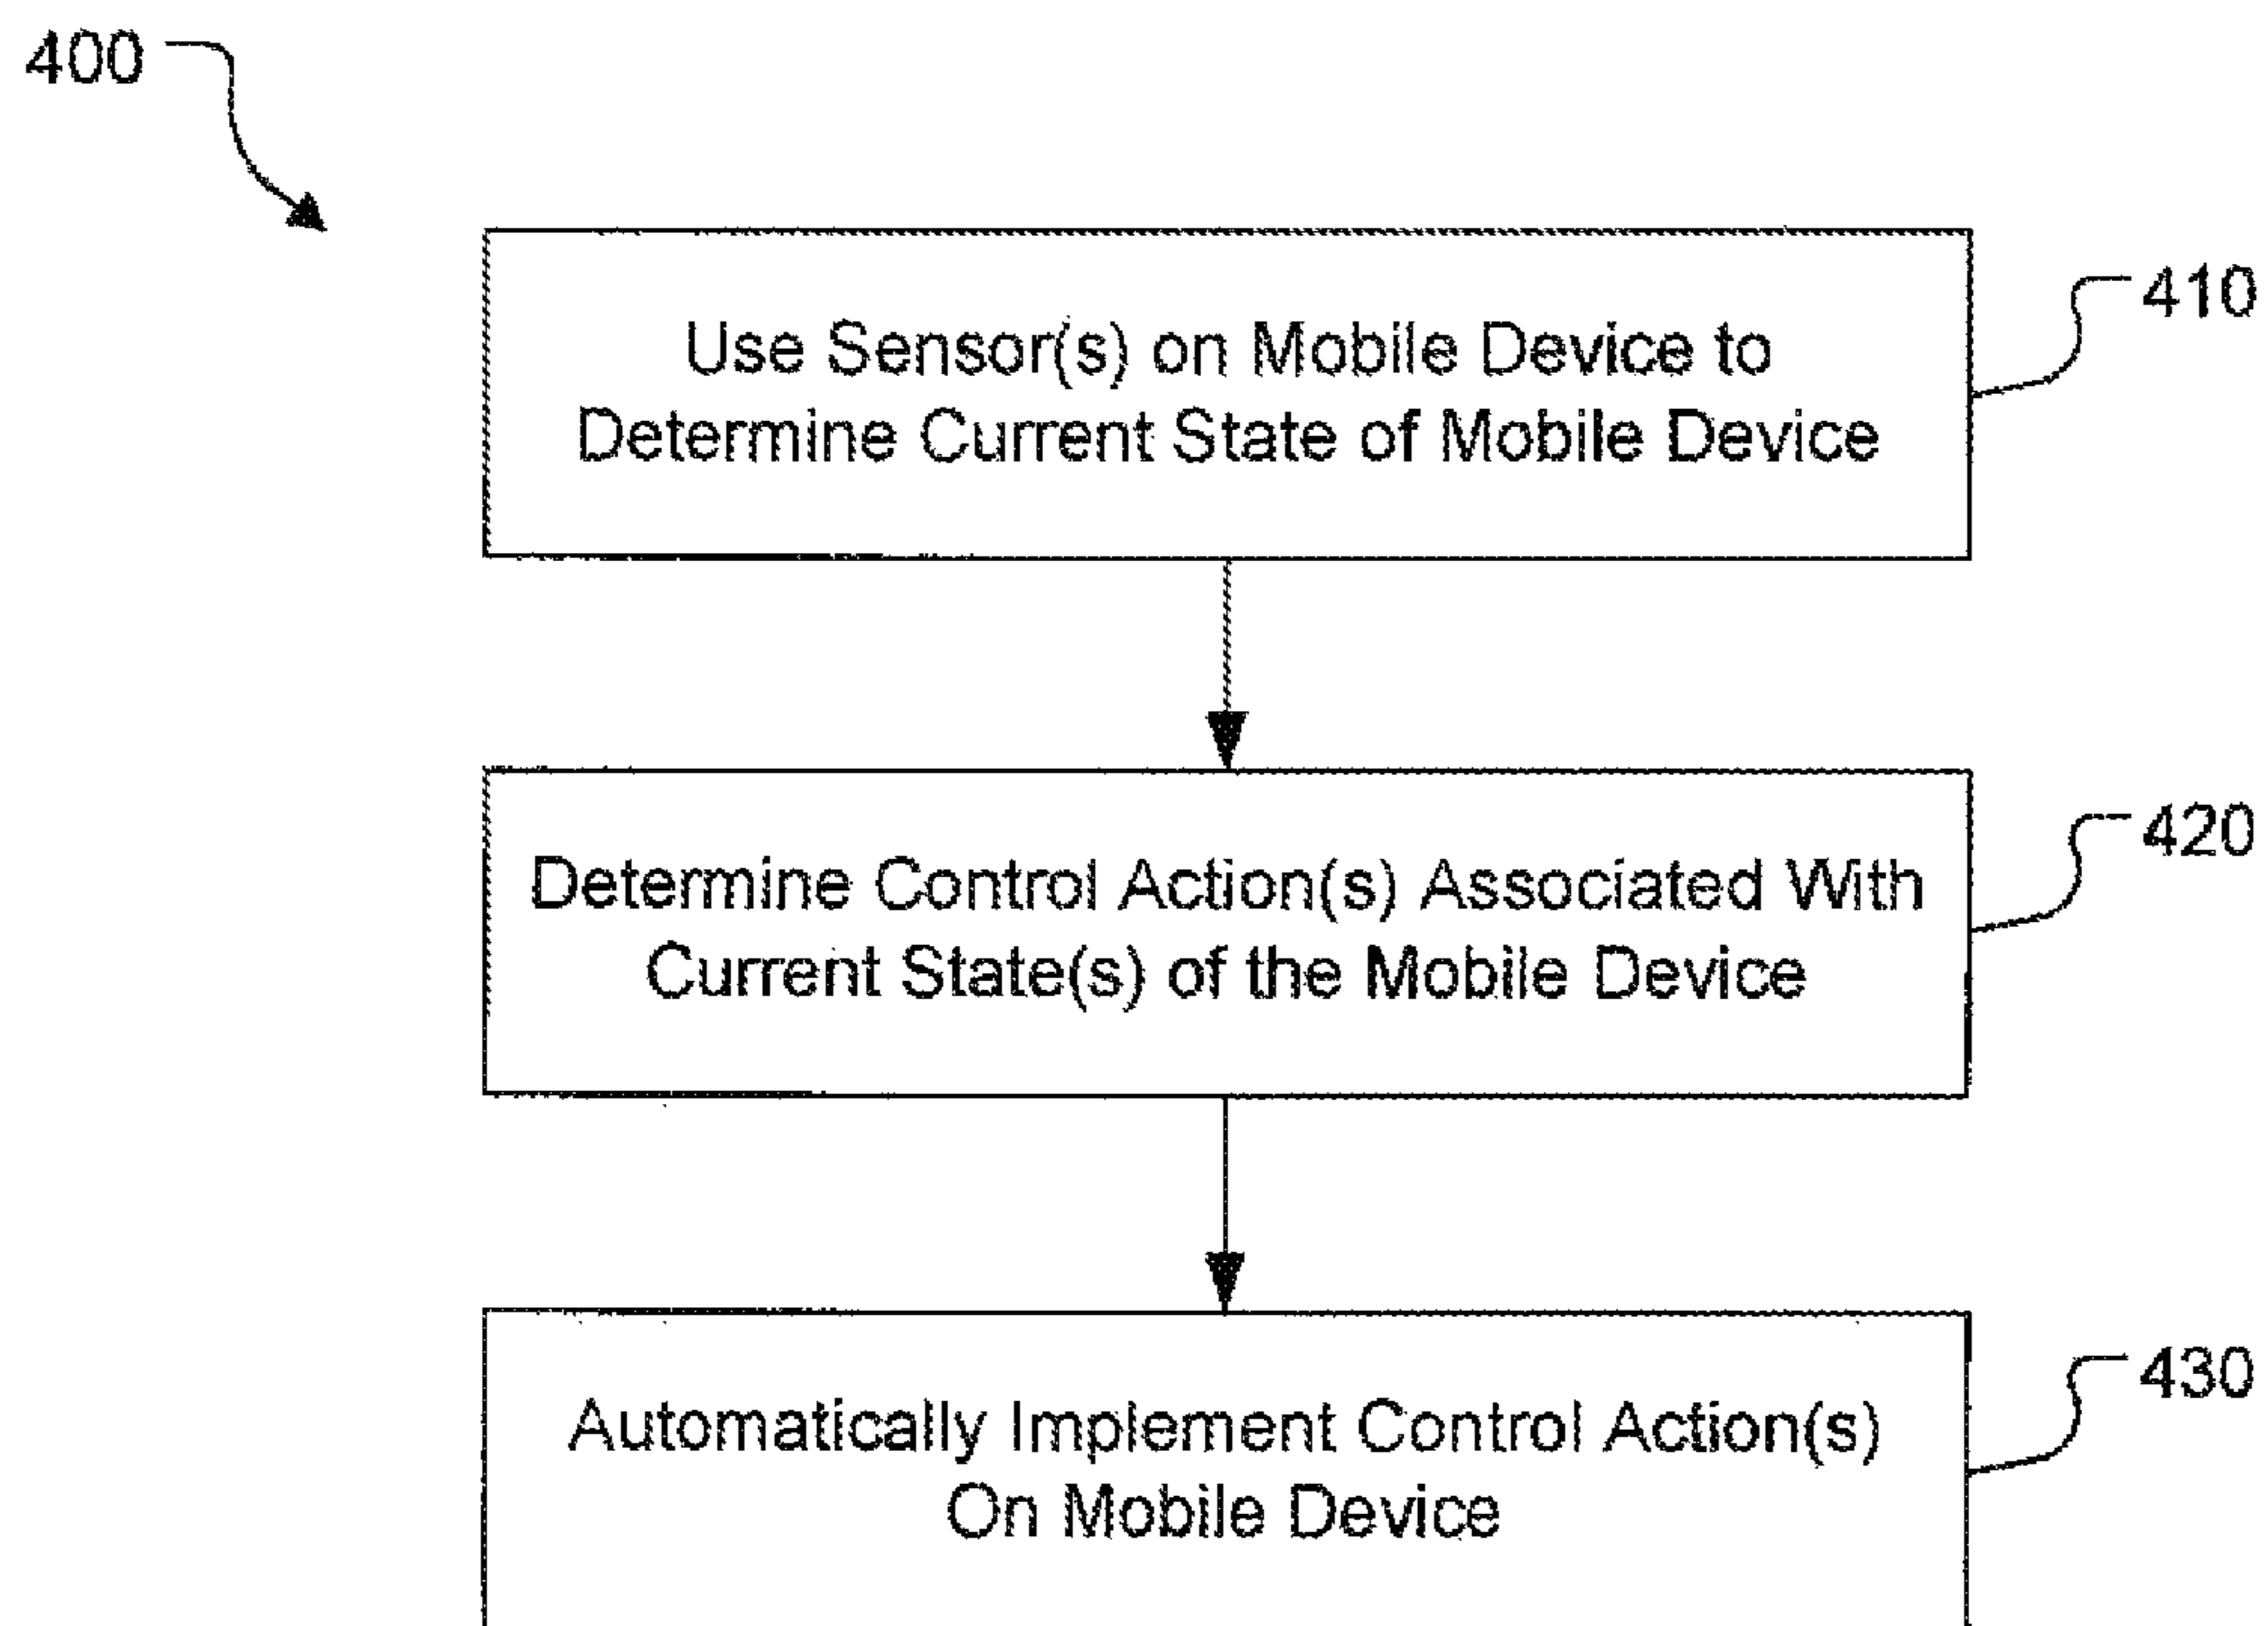 400
Use Sensor(s) on Mobile Device to
Determine Current State of Mobile Device
410
Determine Control Action(s) Associated With
Current State(s) of the Mobile Device
420
Automatically Implement Control Action(s)
On Mobile Device
430